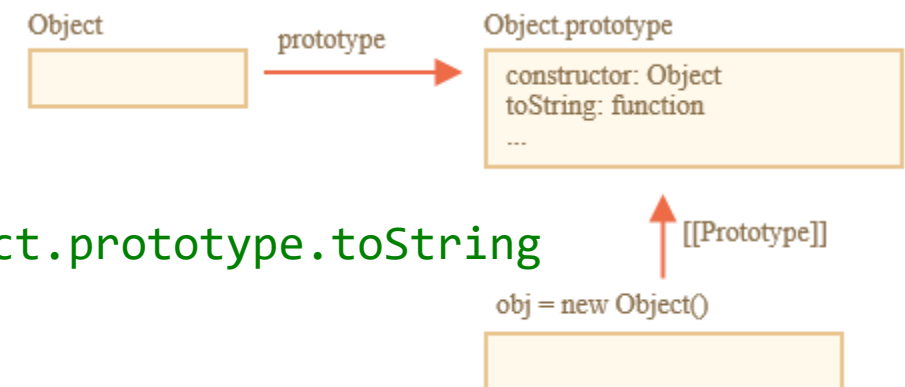 Object
prototype
Object.prototype
constructor: Object
toString: function
...
ct.prototype.toString
[[Prototype]]
obj = new Object()